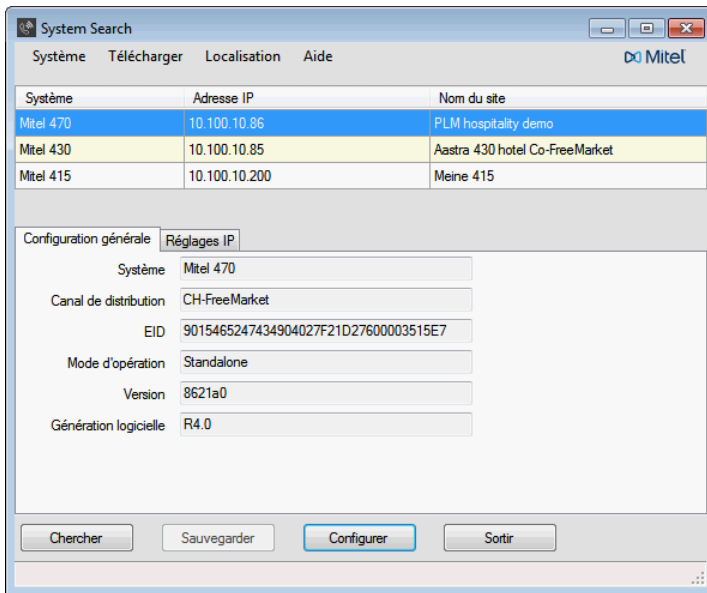 System Search
Système Télécharger Localisation Aide Mitel
Système Adresse IP Nom du site
Mitel 470 10.100.10.86 PLM hospitality demo
Mitel 430 10.100.10.85 Aastra 430 hotel Co-FreeMarket
Mitel 415 10.100.10.200 Meine 415
Configuration générale Réglages IP
Système Mitel 470
Canal de distribution CH-FreeMarket
EID 9015465247434904027F21D27600003515E7
Mode d'opération Standalone
Version 8621a0
Génération logicielle R4.0
Chercher Sauvegarder Configurer Sortir